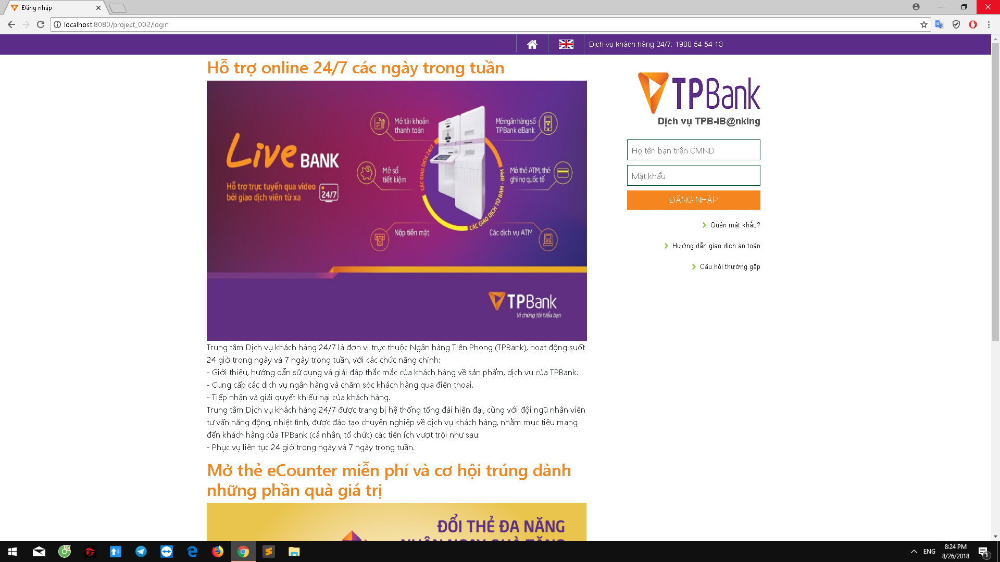 Đăng nhập
localhost:8080/project_002/login
Dịch vụ khách hàng 24/7: 1900 54 54 13
Hỗ trợ online 24/7 các ngày trong tuần
Live BANK
Hỗ trợ trực tuyến qua video
bởi giao dịch viên từ xa
24/7
Mở tài khoản
thanh toán
Mở ngân hàng số
TPBank eBank
Mở sổ
tiết kiệm
Mở thẻ ATM, thẻ
ghi nợ quốc tế
Nộp tiền mặt
Các dịch vụ ATM
ATM
CÁC GIAO DỊCH 24/7
CÁC GIAO DỊCH TỪ 8AM - 8PM
TPBank
Vì chúng tôi hiểu bạn
TPBank
Dịch vụ TPB-iB@nking
Họ tên bạn trên CMND
Mật khẩu
ĐĂNG NHẬP
Quên mật khẩu?
Hướng dẫn giao dịch an toàn
Câu hỏi thường gặp
Trung tâm Dịch vụ khách hàng 24/7 là đơn vị trực thuộc Ngân hàng Tiên Phong (TPBank), hoạt động suốt
24 giờ trong ngày và 7 ngày trong tuần, với các chức năng chính:
- Giới thiệu, hướng dẫn sử dụng và giải đáp thắc mắc của khách hàng về sản phẩm, dịch vụ của TPBank.
- Cung cấp các dịch vụ ngân hàng và chăm sóc khách hàng qua điện thoại.
- Tiếp nhận và giải quyết khiếu nại của khách hàng.
Trung tâm Dịch vụ khách hàng 24/7 được trang bị hệ thống tổng đài hiện đại, cùng với đội ngũ nhân viên
tư vấn năng động, nhiệt tình, được đào tạo chuyên nghiệp về dịch vụ khách hàng, nhằm mục tiêu mang
đến khách hàng của TPBank (cá nhân, tổ chức) các tiện ích vượt trội như sau:
- Phục vụ liên tục 24 giờ trong ngày và 7 ngày trong tuần.
Mở thẻ eCounter miễn phí và cơ hội trúng dành
những phần quà giá trị
ĐỔI THẺ ĐA NĂNG
NHẬN NGAY QUÀ TẶNG
ENG
8:24 PM
8/26/2018
1